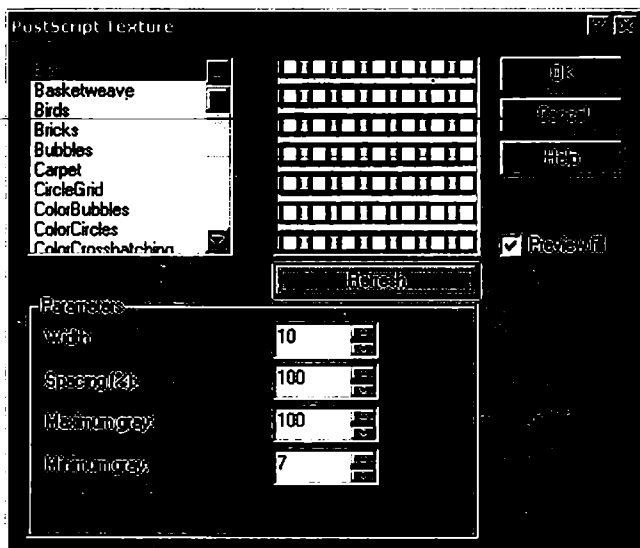 PostScript Texture
Basketweave
Birds
Bricks
Bubbles
Carpet
CircleGrid
ColorBubbles
ColorCircles
ColorCrosshatching
OK
Cancel
Help
Preview fill
Refresh
Parameters
Width: 10
Spacing (%): 100
Maximum gray: 100
Minimum gray: 7